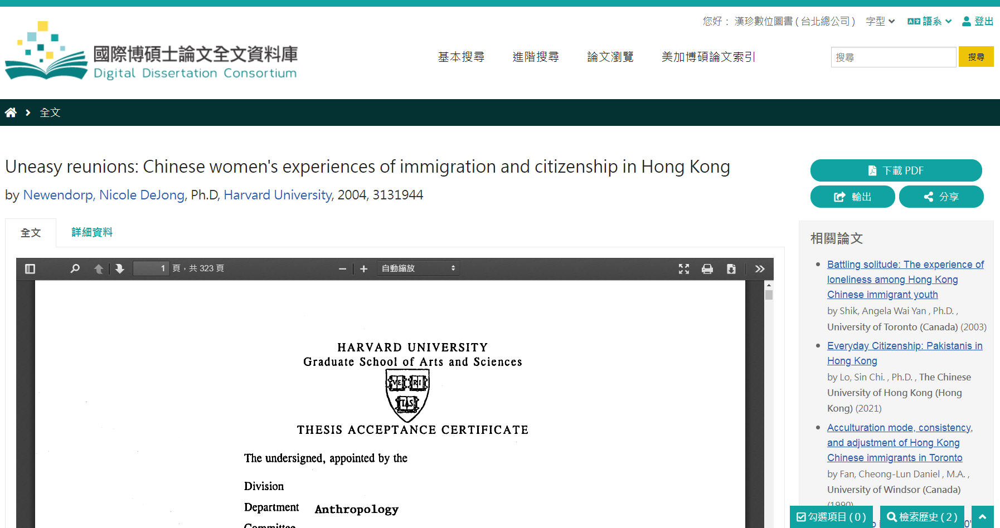 您好： 漢珍數位圖書 ( 台北總公司 ) 字型 語系 登出
國際博碩士論文全文資料庫
Digital Dissertation Consortium
基本搜尋 進階搜尋 論文瀏覽 美加博碩論文索引 搜尋 搜尋
全文
Uneasy reunions: Chinese women's experiences of immigration and citizenship in Hong Kong
by Newendorp, Nicole DeJong, Ph.D, Harvard University, 2004, 3131944
下載 PDF
輸出 分享
全文 詳細資料
1 頁，共 323 頁 自動縮放
HARVARD UNIVERSITY
Graduate School of Arts and Sciences
VE RI
TAS
THESIS ACCEPTANCE CERTIFICATE
The undersigned, appointed by the
Division
Department Anthropology
Committee
相關論文
Battling solitude: The experience of
loneliness among Hong Kong
Chinese immigrant youth
by Shik, Angela Wai Yan , Ph.D. ,
University of Toronto (Canada) (2003)
Everyday Citizenship: Pakistanis in
Hong Kong
by Lo, Sin Chi. , Ph.D. , The Chinese
University of Hong Kong (Hong
Kong) (2021)
Acculturation mode, consistency,
and adjustment of Hong Kong
Chinese immigrants in Toronto
by Fan, Cheong-Lun Daniel , M.A. ,
University of Windsor (Canada)
(1990)
勾選項目 ( 0 ) 檢索歷史 ( 2 )